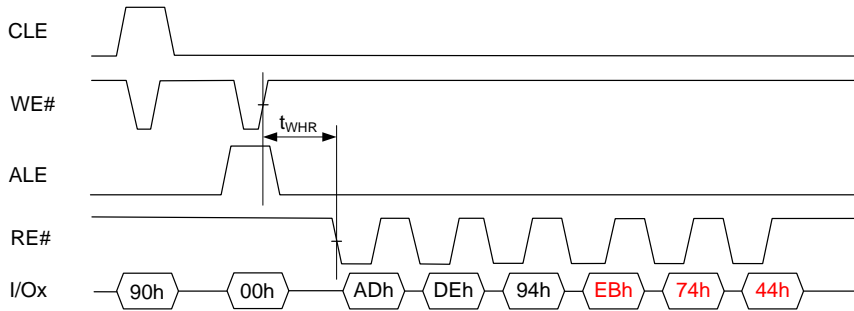 CLE
WE#
tWHR
ALE
RE#
I/Ox 90h 00h ADh DEh 94h EBh 74h 44h